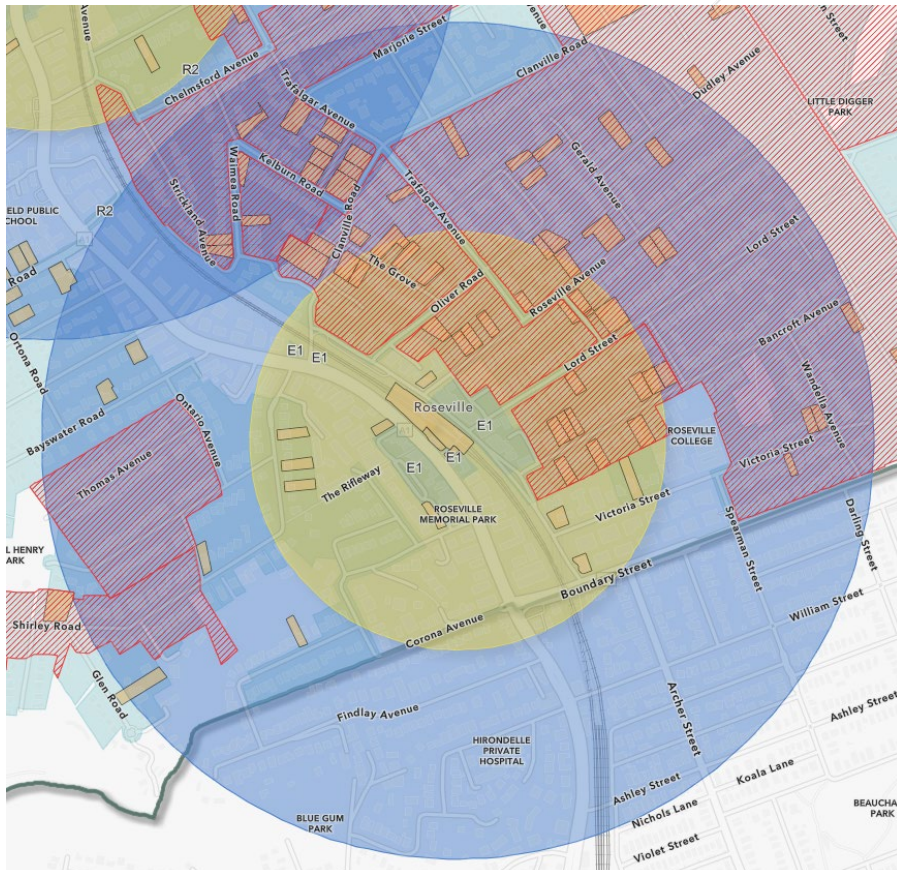 Avenue
R2
Chelmsford Avenue
Marjorie Street
Trafalgar Avenue
Clanville Road
Dudley Avenue
Street
LITTLE DIGGER
PARK
Waimea Road
Kelburn Road
Strickland Avenue
Clanville Road
Trafalgar Avenue
Gerald Avenue
Lord Street
R2
ELD PUBLIC
CHOOL
A1
Road
The Grove
Oliver Road
Roseville Avenue
Bancroft Avenue
Wandella Avenue
Ortona Road
E1
E1
Lord Street
Bayswater Road
Ontario Avenue
Roseville
A1
E1
E1
E1
ROSEVILLE
COLLEGE
Victoria Street
Thomas Avenue
The Rifleway
ROSEVILLE
MEMORIAL PARK
Victoria Street
Spearman Street
Darling Street
L HENRY
ARK
Boundary Street
William Street
Shirley Road
Corona Avenue
Glen Road
Findlay Avenue
Archer Street
Ashley Street
HIRONDELLE
PRIVATE
HOSPITAL
Ashley Street
Koala Lane
Nichols Lane
BEAUCHA
PARK
BLUE GUM
PARK
Violet Street